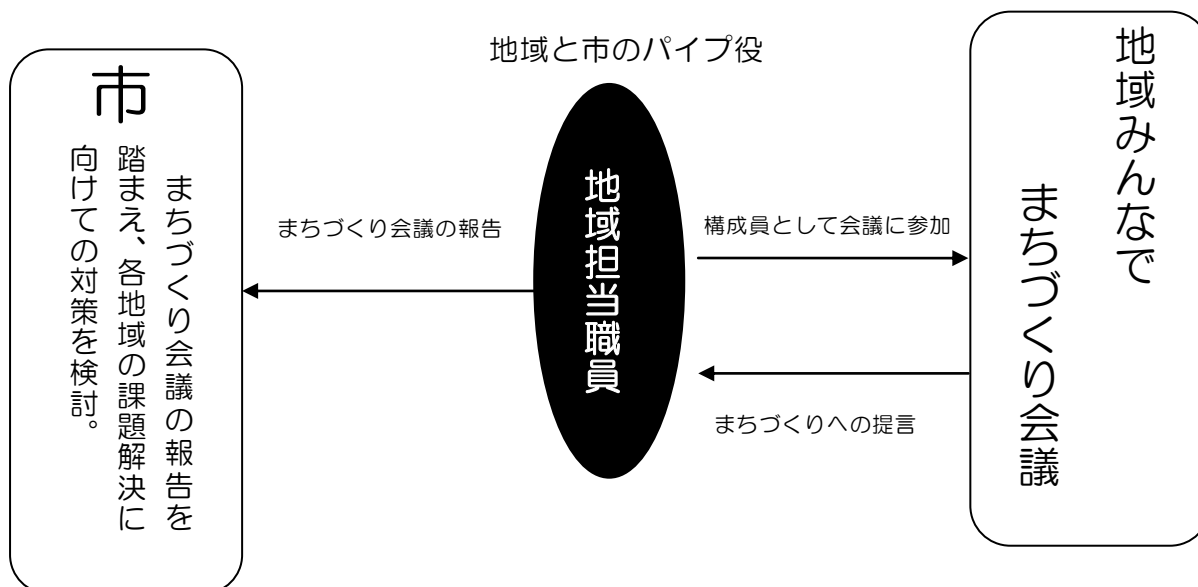 地域と市のパイプ役
市
まちづくり会議の報告を
踏まえ、各地域の課題解決に
向けての対策を検討。
まちづくり会議の報告
地域担当職員
構成員として会議に参加
まちづくりへの提言
地域みんなで
まちづくり会議